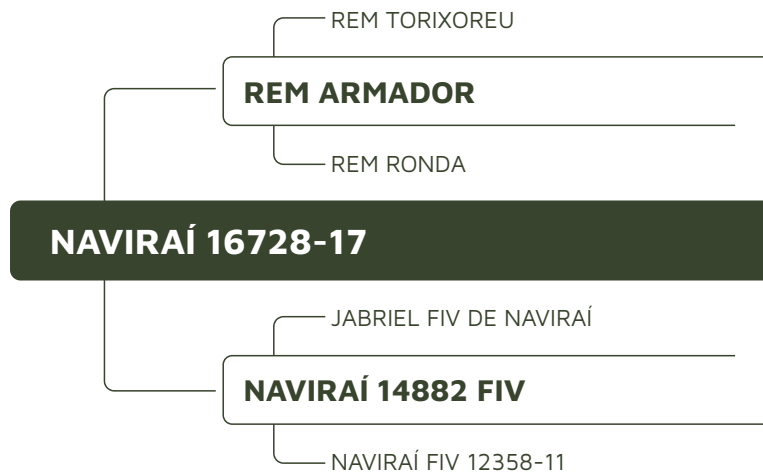 REM TORIXOREU
REM ARMADOR
REM RONDA
NAVIRAÍ 16728-17
JABRIEL FIV DE NAVIRAÍ
NAVIRAÍ 14882 FIV
NAVIRAÍ FIV 12358-11